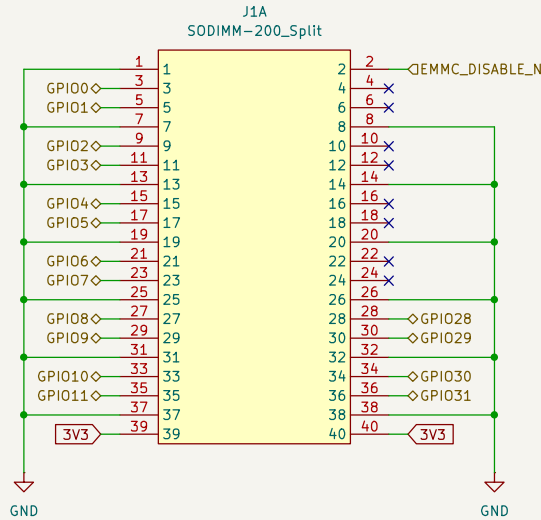 J1A
SODIMM-200_Split
1 1 2 2 EMMC_DISABLE_N
GPIO0 3 3 4 4
GPIO1 5 5 6 6
7 7 8 8
GPIO2 9 9 10 10
GPIO3 11 11 12 12
13 13 14 14
GPIO4 15 15 16 16
GPIO5 17 17 18 18
19 19 20 20
GPIO6 21 21 22 22
GPIO7 23 23 24 24
25 25 26 26
GPIO8 27 27 28 28 GPIO28
GPIO9 29 29 30 30 GPIO29
31 31 32 32
GPIO10 33 33 34 34 GPIO30
GPIO11 35 35 36 36 GPIO31
37 37 38 38
3V3 39 39 40 40 3V3
GND GND